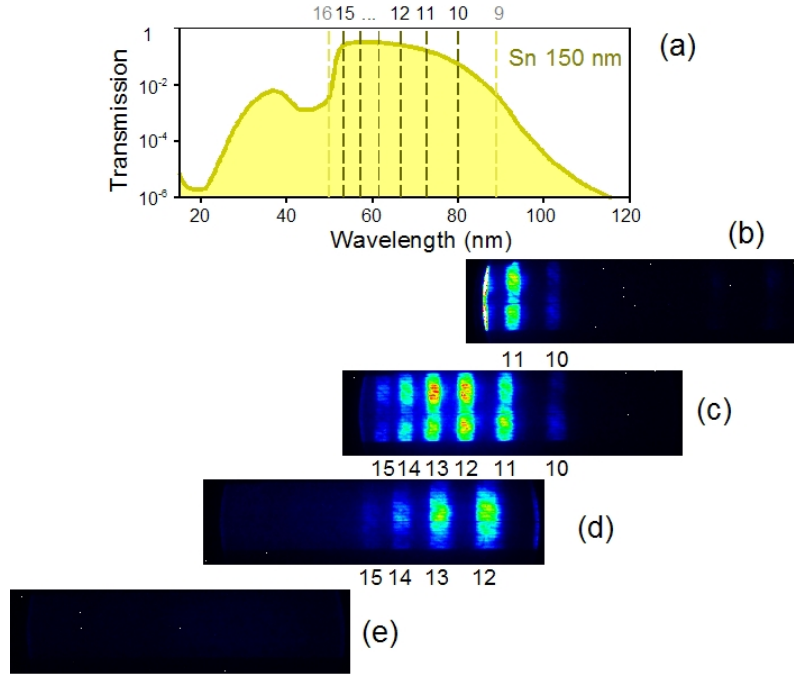 16 15 ... 12 11 10 9
(a)
1
Sn 150 nm
10⁻²
10⁻⁴
10⁻⁶
Transmission
20 40 60 80 100 120
Wavelength (nm)
(b)
11 10
(c)
15 14 13 12 11 10
(d)
15 14 13 12
(e)